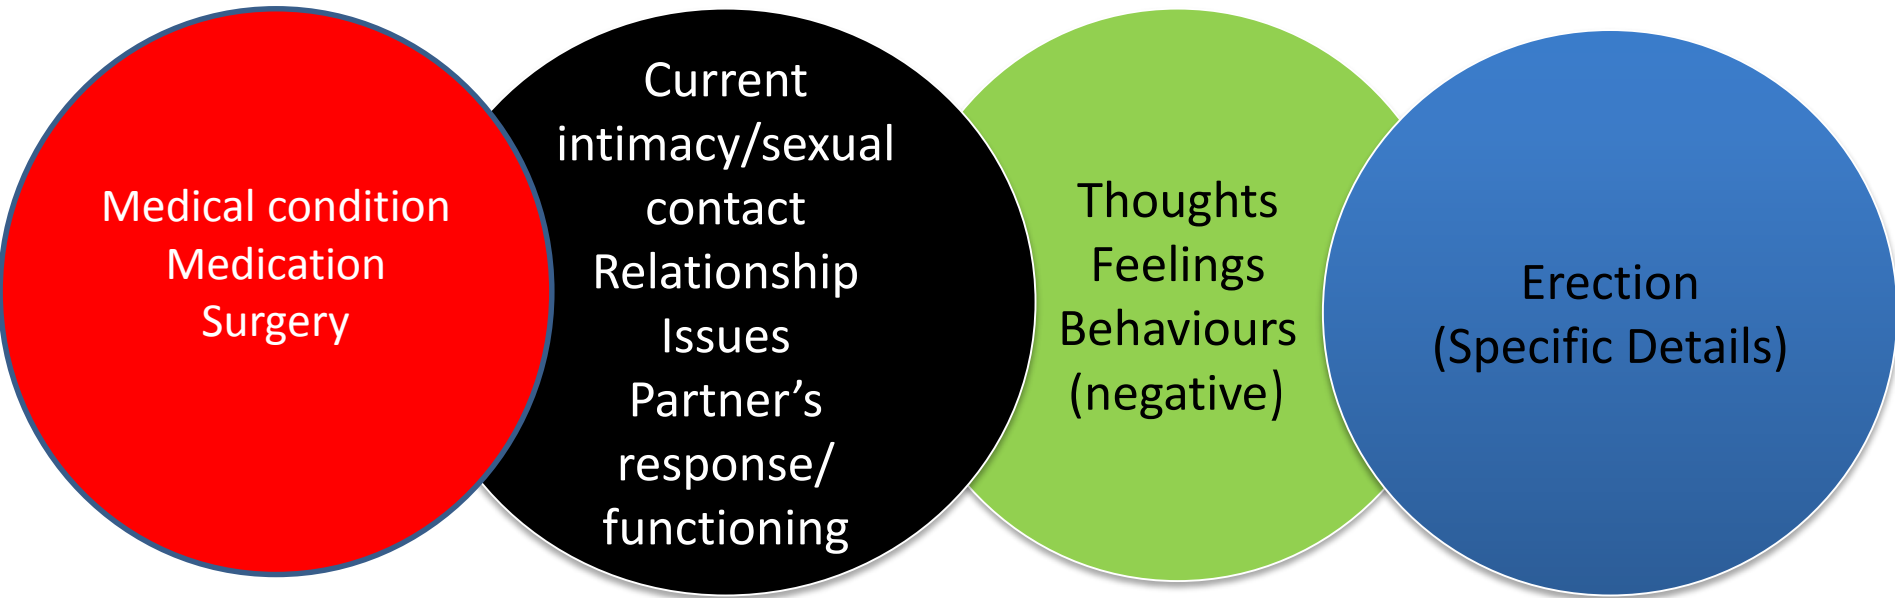 Medical condition
Medication
Surgery
Current
intimacy/sexual
contact
Relationship
Issues
Partner’s
response/
functioning
Thoughts
Feelings
Behaviours
(negative)
Erection
(Specific Details)